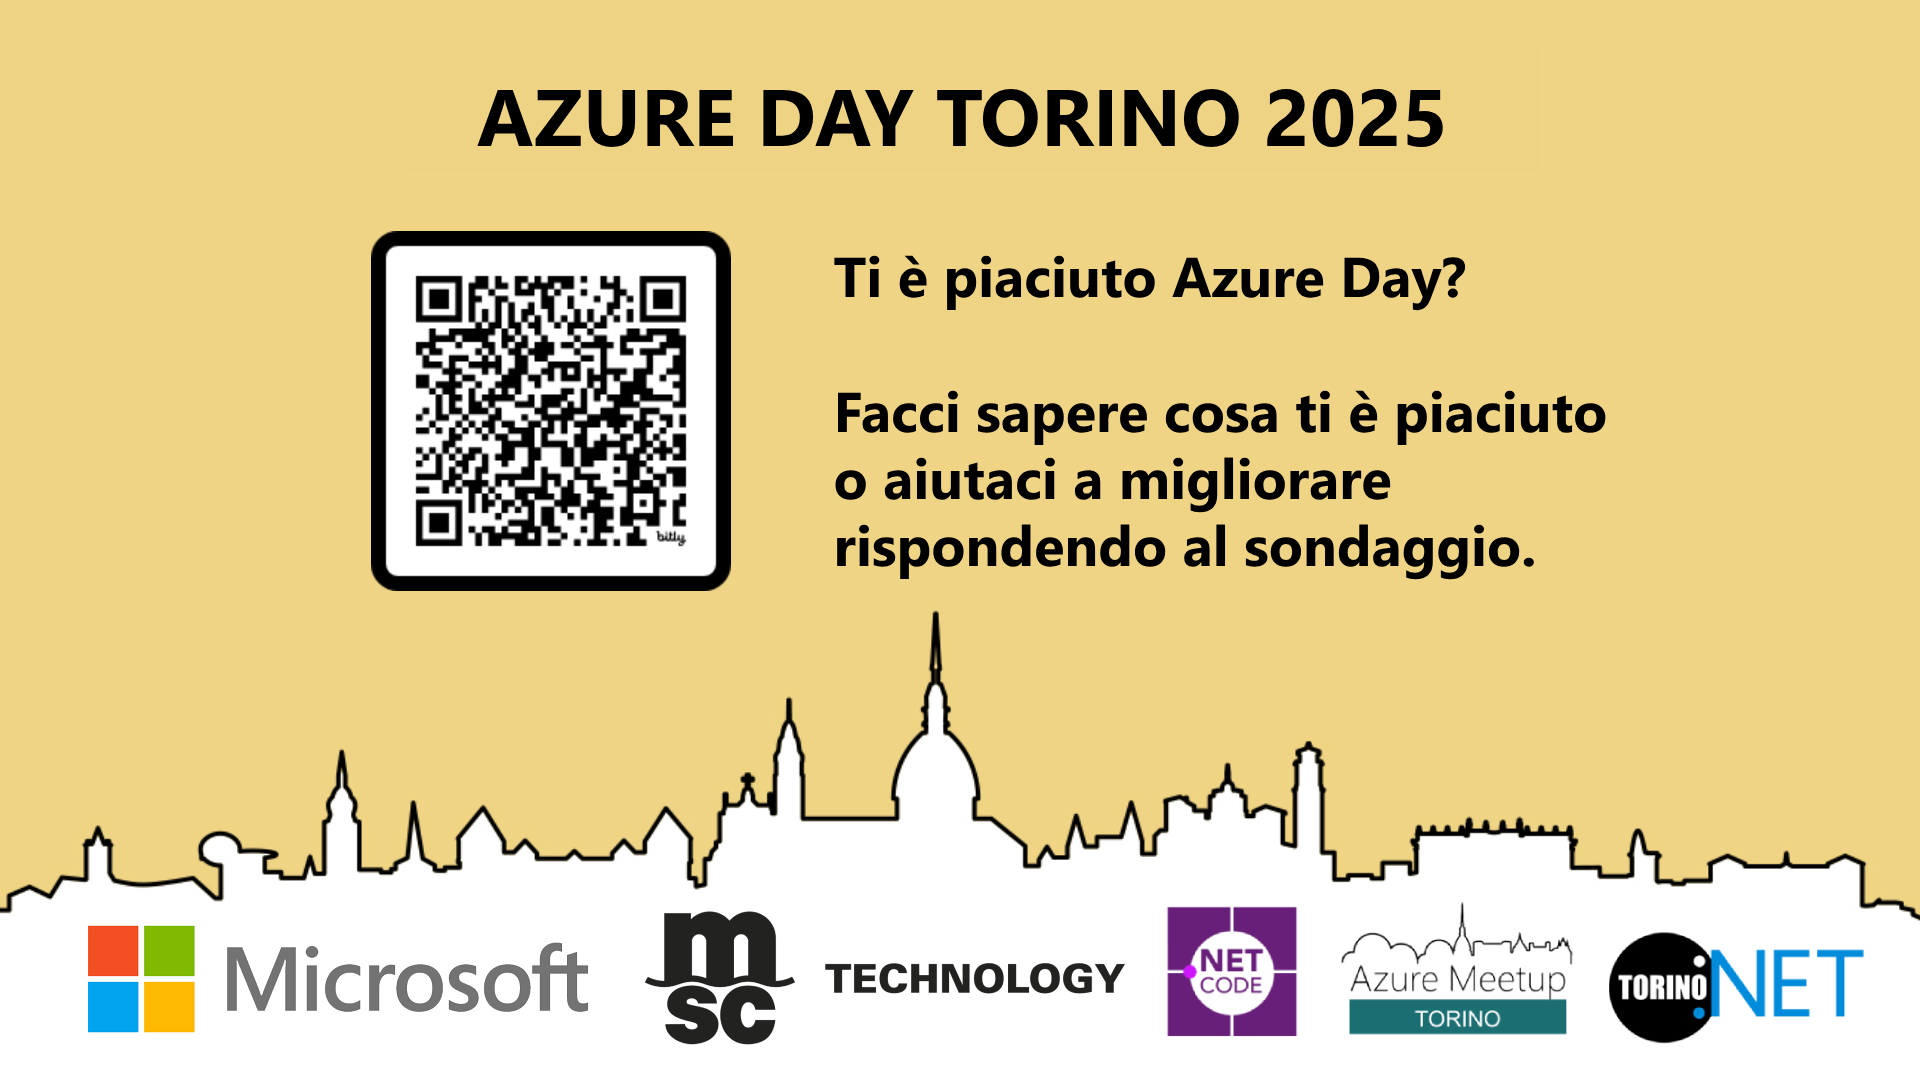 AZURE DAY TORINO 2025
Ti è piaciuto Azure Day?
Facci sapere cosa ti è piaciuto
o aiutaci a migliorare
rispondendo al sondaggio.
bitly
Microsoft
msc
TECHNOLOGY
NET
CODE
Azure Meetup
TORINO
TORINO.NET